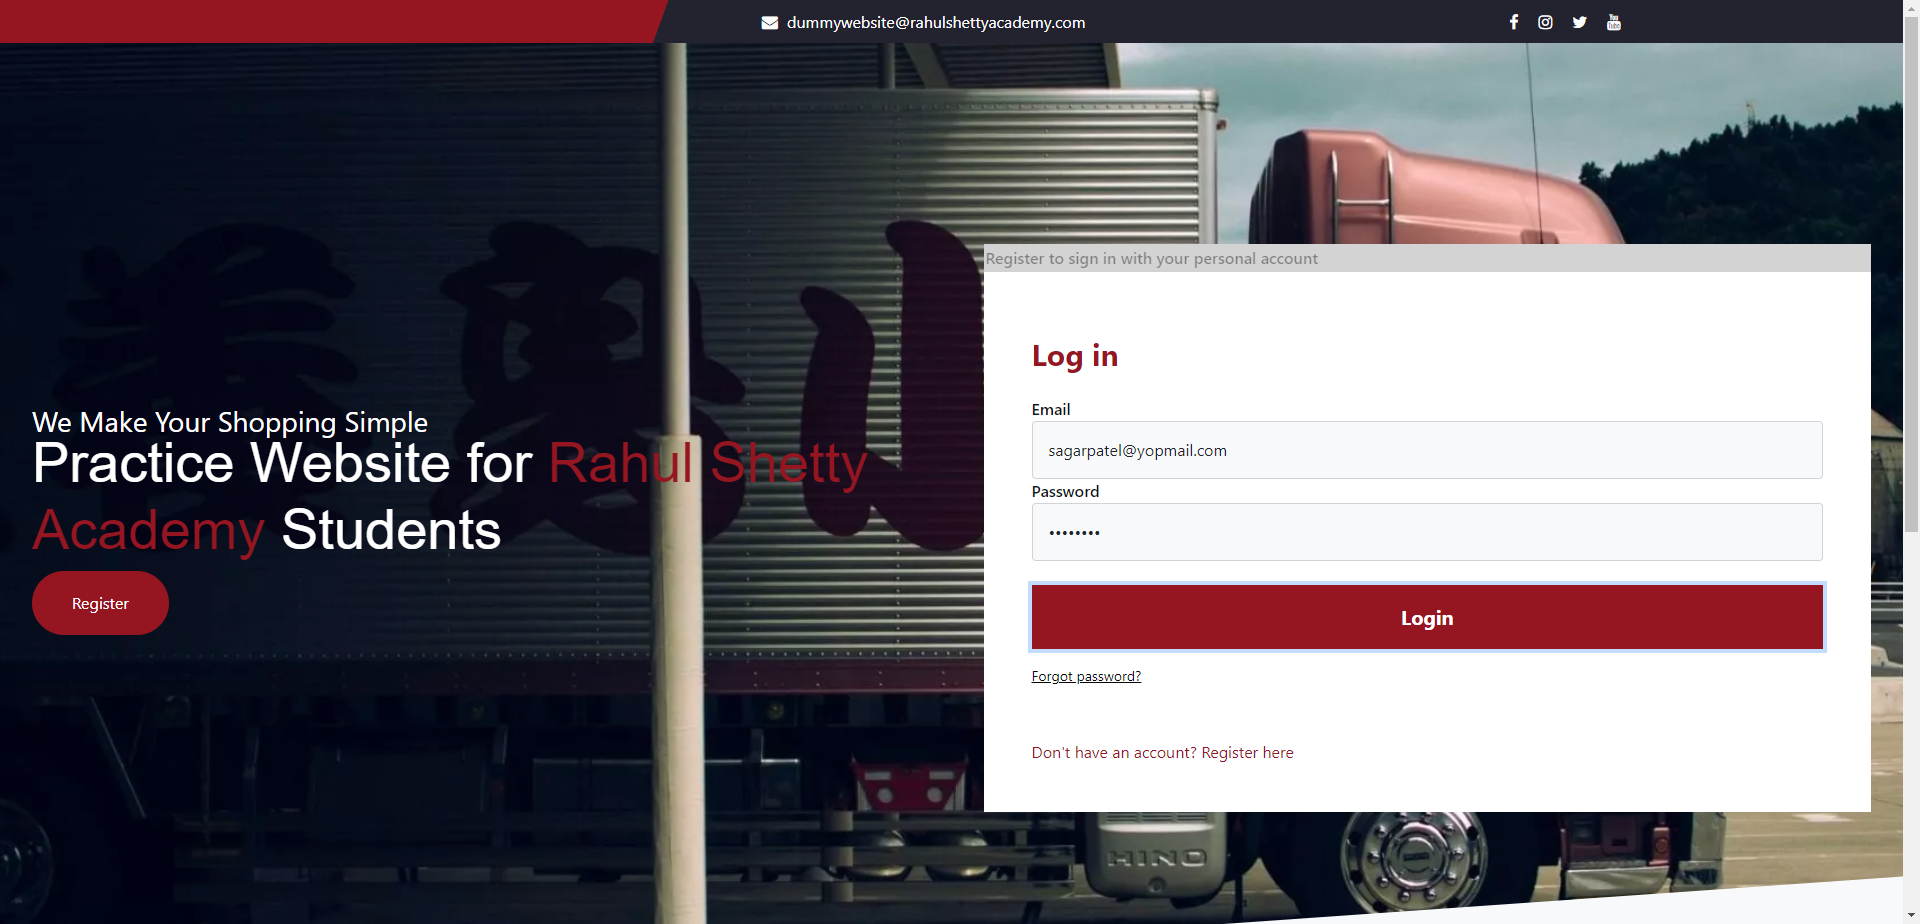 dummywebsite@rahulshettyacademy.com
We Make Your Shopping Simple
Practice Website for Rahul Shetty
Academy Students
Register
Register to sign in with your personal account
Log in
Email
sagarpatel@yopmail.com
Password
••••••••
Login
Forgot password?
Don't have an account? Register here
HINO